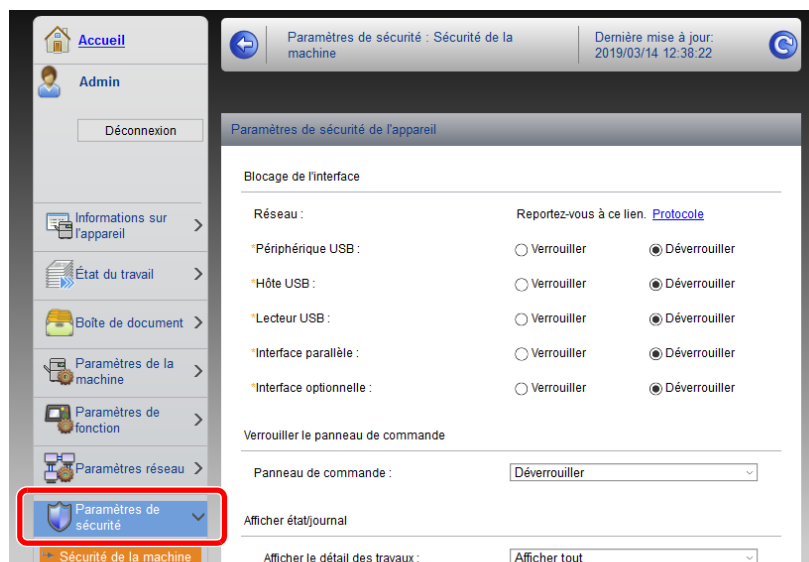 Accueil
Admin
Déconnexion
Informations sur
l'appareil
État du travail
Boîte de document
Paramètres de la
machine
Paramètres de
fonction
Paramètres réseau
Paramètres de
sécurité
Sécurité de la machine
Paramètres de sécurité : Sécurité de la
machine
Dernière mise à jour:
2019/03/14 12:38:22
Paramètres de sécurité de l'appareil
Blocage de l'interface
Réseau : Reportez-vous à ce lien. Protocole
*Périphérique USB : Verrouiller Déverrouiller
*Hôte USB : Verrouiller Déverrouiller
*Lecteur USB : Verrouiller Déverrouiller
*Interface parallèle : Verrouiller Déverrouiller
*Interface optionnelle : Verrouiller Déverrouiller
Verrouiller le panneau de commande
Panneau de commande : Déverrouiller
Afficher état/journal
Afficher le détail des travaux : Afficher tout